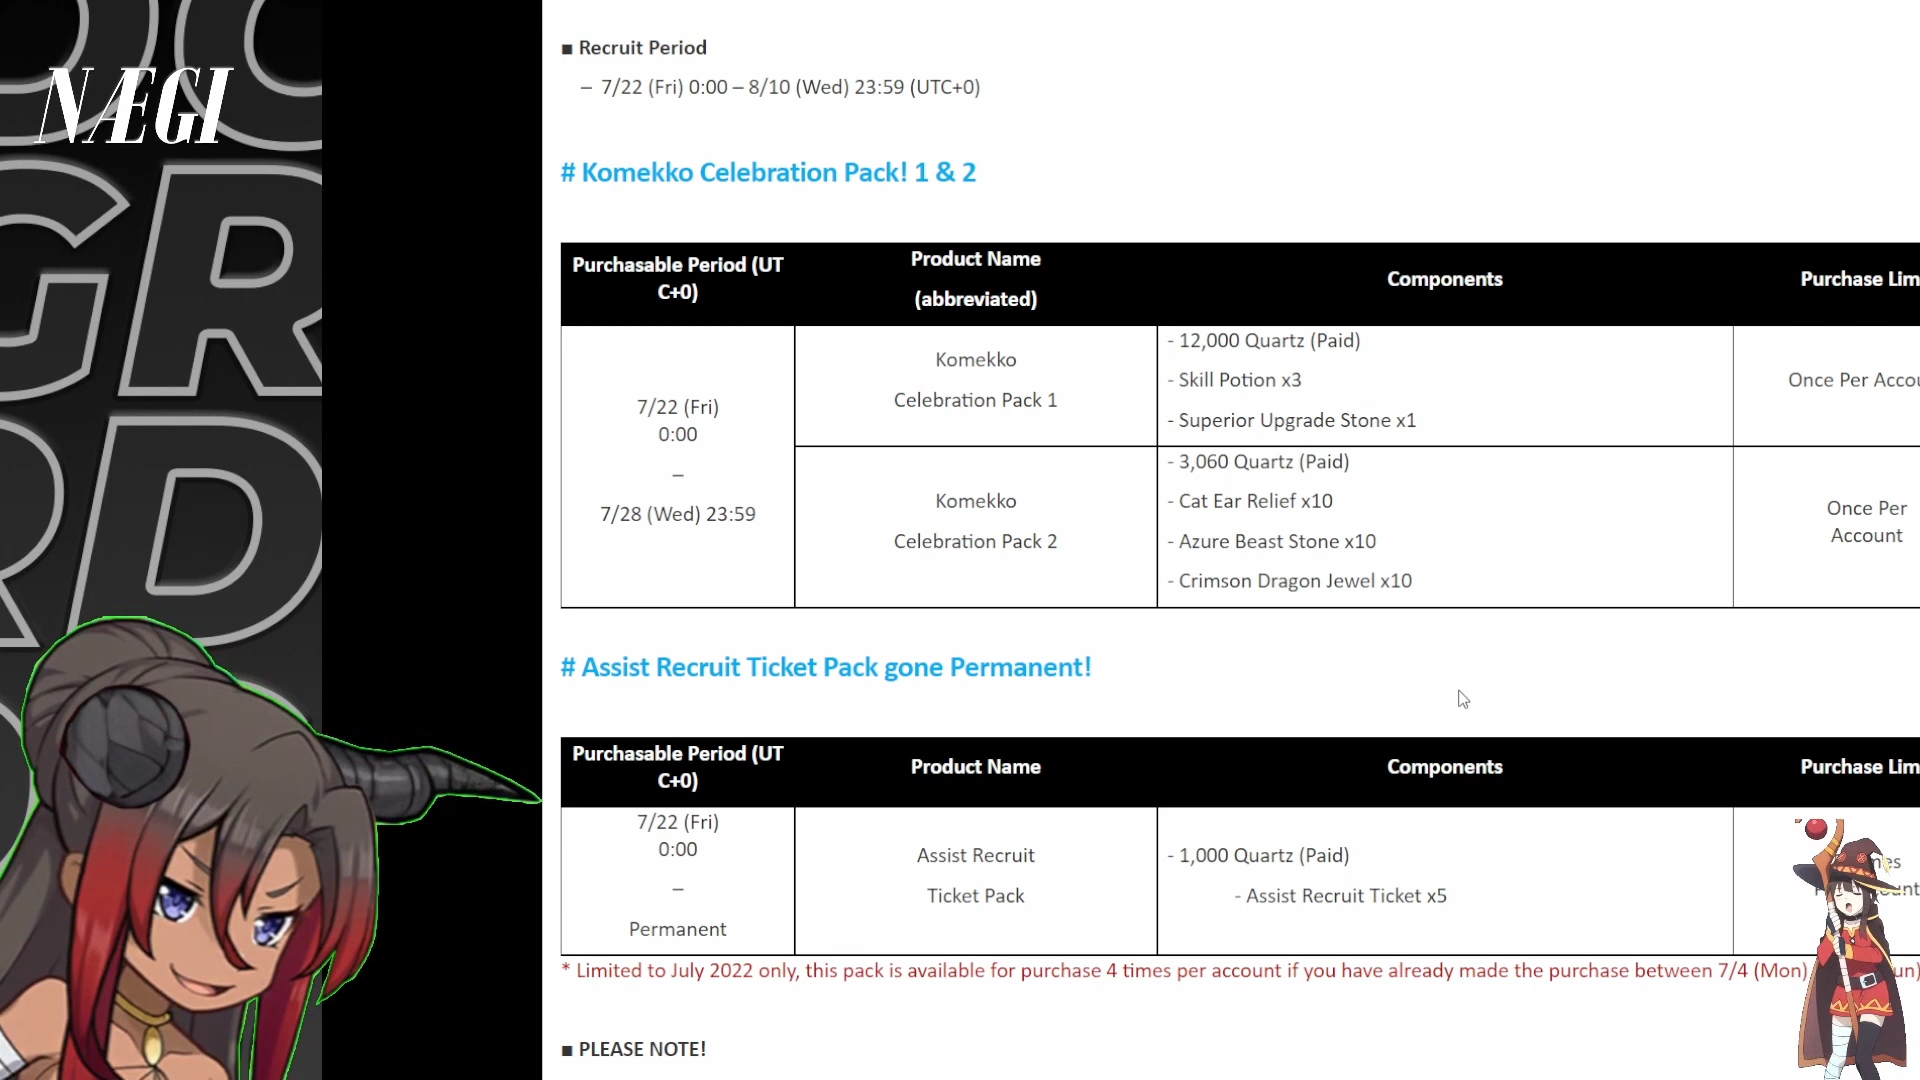 NÆGI
■ Recruit Period
– 7/22 (Fri) 0:00 – 8/10 (Wed) 23:59 (UTC+0)
# Komekko Celebration Pack! 1 & 2
Purchasable Period (UT
C+0)
Product Name
(abbreviated)
Components
Purchase Lim
7/22 (Fri)
0:00
–
7/28 (Wed) 23:59
Komekko
Celebration Pack 1
- 12,000 Quartz (Paid)
- Skill Potion x3
- Superior Upgrade Stone x1
Once Per Accou
Komekko
Celebration Pack 2
- 3,060 Quartz (Paid)
- Cat Ear Relief x10
- Azure Beast Stone x10
- Crimson Dragon Jewel x10
Once Per
Account
# Assist Recruit Ticket Pack gone Permanent!
Purchasable Period (UT
C+0)
Product Name
Components
Purchase Lim
7/22 (Fri)
0:00
–
Permanent
Assist Recruit
Ticket Pack
- 1,000 Quartz (Paid)
- Assist Recruit Ticket x5
* Limited to July 2022 only, this pack is available for purchase 4 times per account if you have already made the purchase between 7/4 (Mon)
■ PLEASE NOTE!